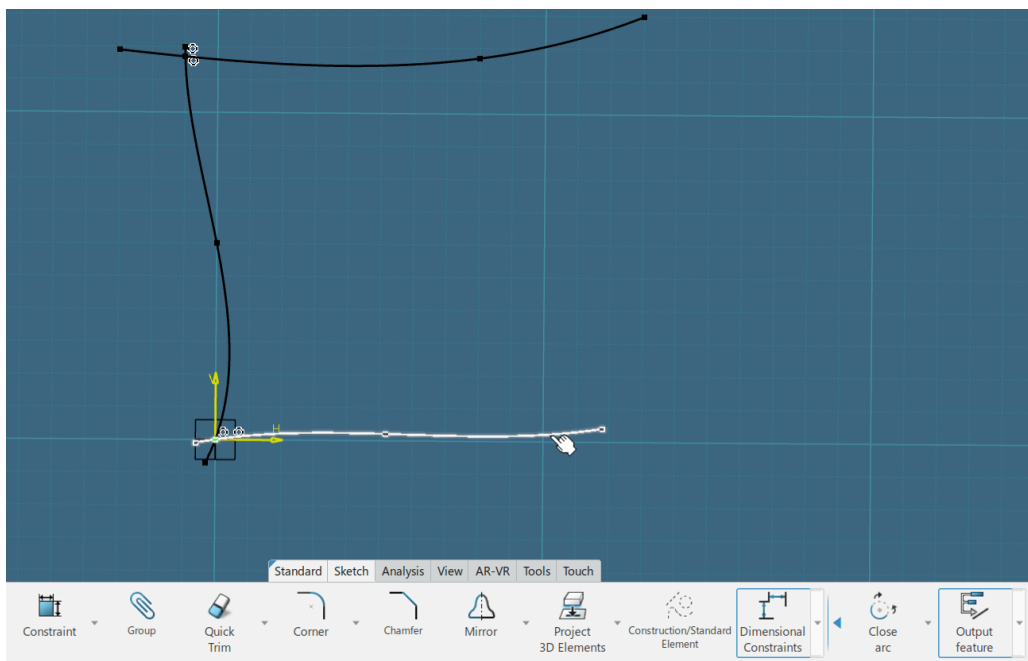 V
H
Standard Sketch Analysis View AR-VR Tools Touch
Constraint Group Quick Trim Corner Chamfer Mirror Project 3D Elements Construction/Standard Element Dimensional Constraints Close arc Output feature